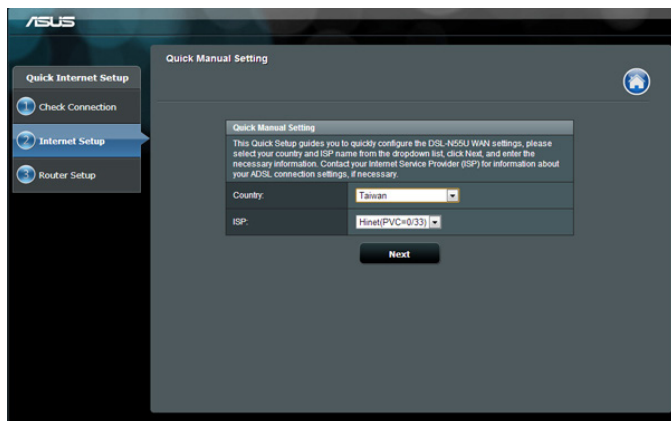 ASUS
Quick Internet Setup
1 Check Connection
2 Internet Setup
3 Router Setup
Quick Manual Setting
Quick Manual Setting
This Quick Setup guides you to quickly configure the DSL-N55U WAN settings, please
select your country and ISP name from the dropdown list, click Next, and enter the
necessary information. Contact your Internet Service Provider (ISP) for information about
your ADSL connection settings, if necessary.
Country: Taiwan
ISP: Hinet(PVC=0/33)
Next